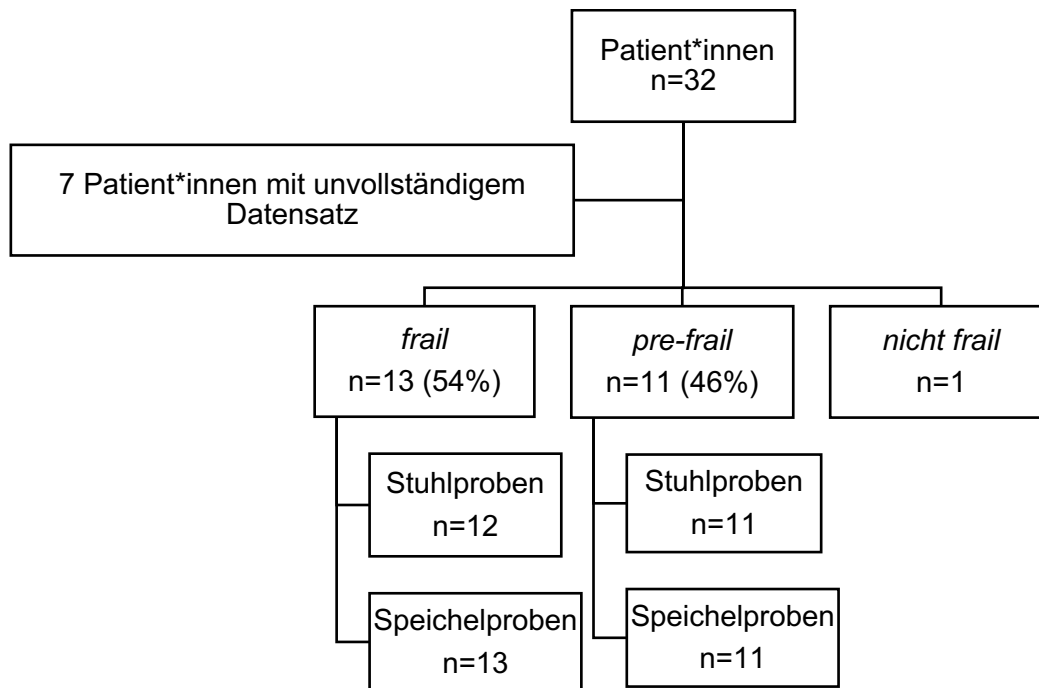 Patient*innen
n=32
7 Patient*innen mit unvollständigem
Datensatz
frail
n=13 (54%)
pre-frail
n=11 (46%)
nicht frail
n=1
Stuhlproben
n=12
Stuhlproben
n=11
Speichelproben
n=13
Speichelproben
n=11